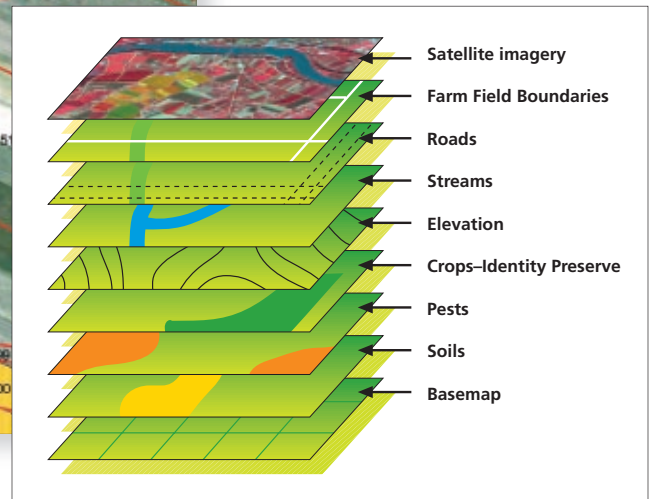 Satellite imagery
Farm Field Boundaries
Roads
Streams
Elevation
Crops–Identity Preserve
Pests
Soils
Basemap